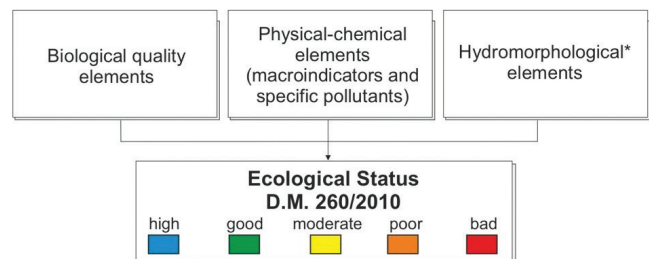 Biological quality
elements
Physical-chemical
elements
(macroindicators and
specific pollutants)
Hydromorphological*
elements
Ecological Status
D.M. 260/2010
high good moderate poor bad